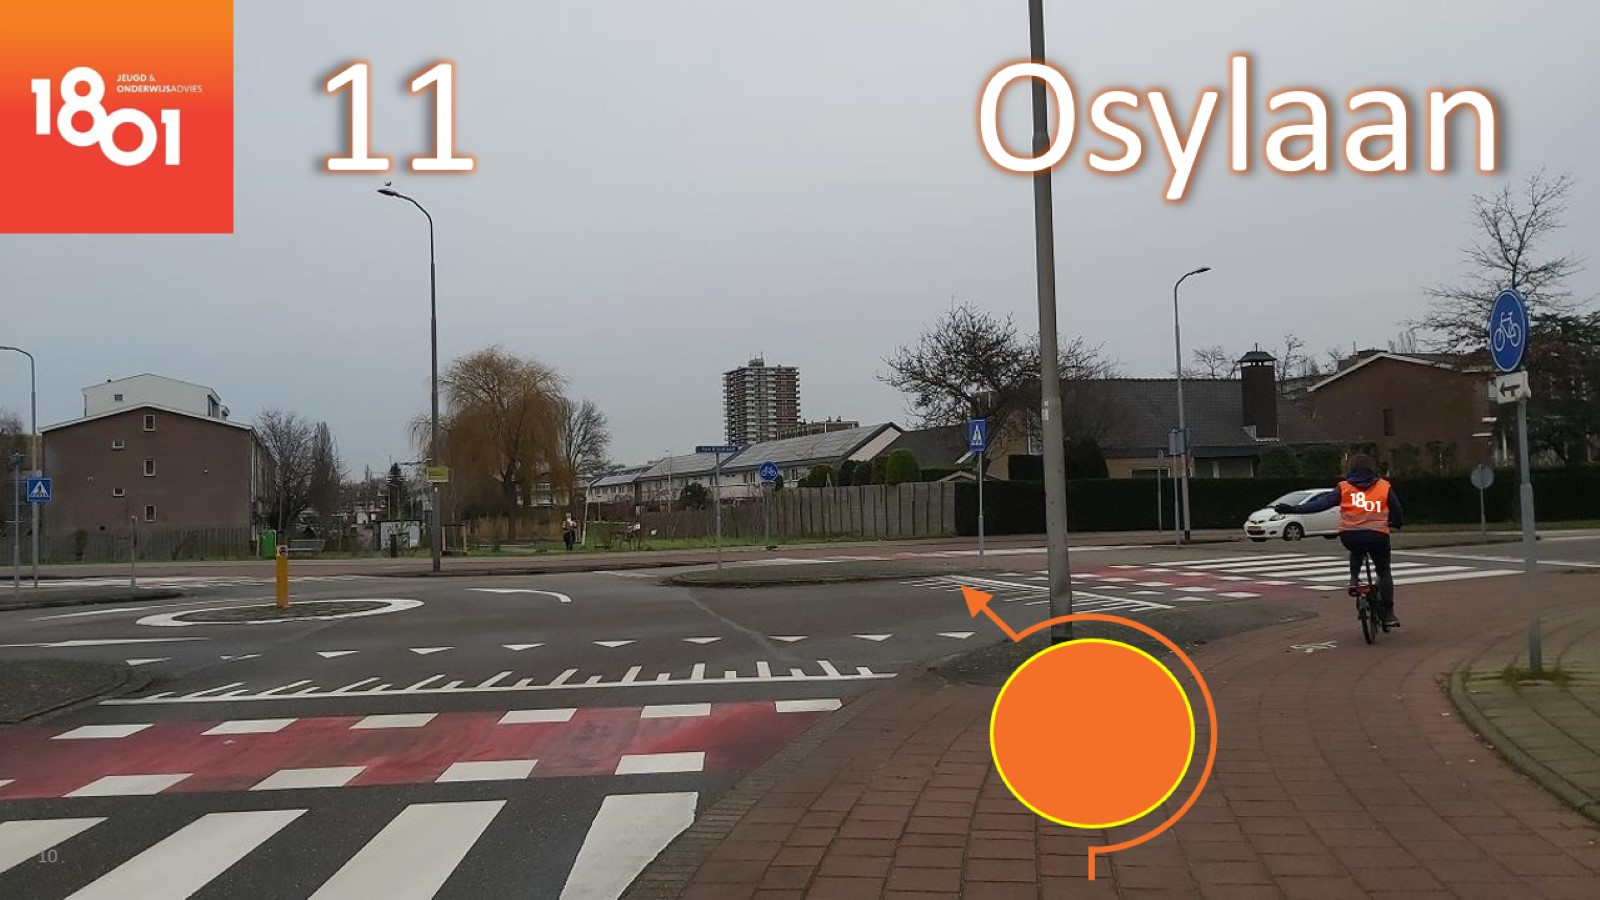 1801
JEUGD &
ONDERWIJSADVIES
11
Osylaan
1801
10